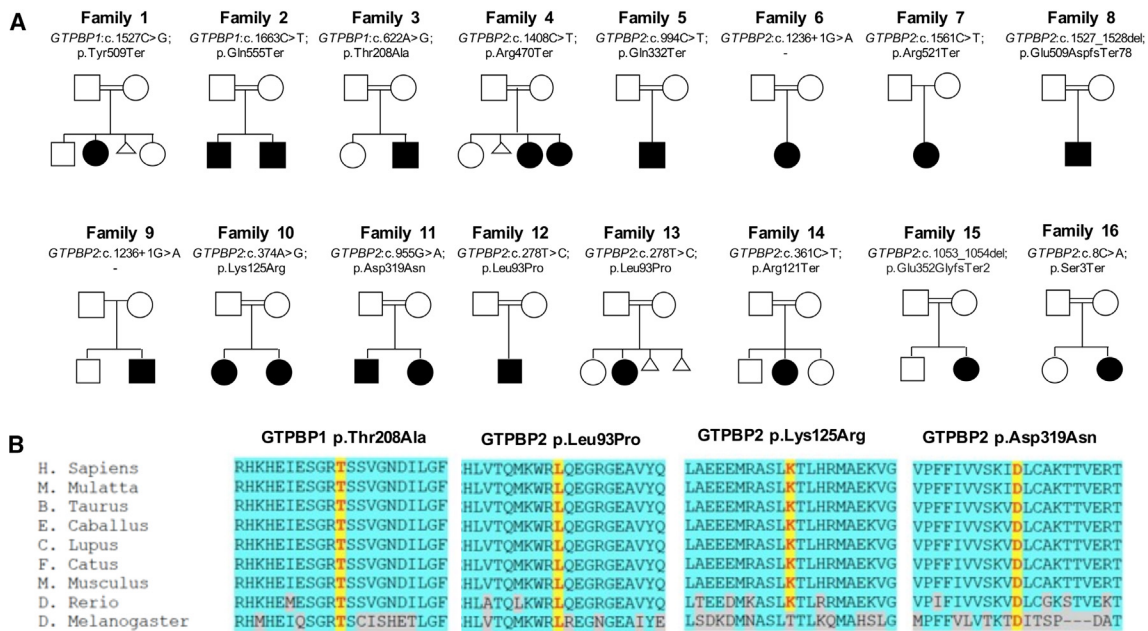 A
Family 1 Family 2 Family 3 Family 4 Family 5 Family 6 Family 7 Family 8
GTPBP1:c.1527C>G; GTPBP1:c.1663C>T; GTPBP1:c.622A>G; GTPBP2:c.1408C>T; GTPBP2:c.994C>T; GTPBP2:c.1236+1G>A GTPBP2:c.1561C>T; GTPBP2:c.1527_1528del;
p.Tyr509Ter p.Gln555Ter p.Thr208Ala p.Arg470Ter p.Gln332Ter - p.Arg521Ter p.Glu509AspfsTer78
Family 9 Family 10 Family 11 Family 12 Family 13 Family 14 Family 15 Family 16
GTPBP2:c.1236+1G>A GTPBP2:c.374A>G; GTPBP2:c.955G>A; GTPBP2:c.278T>C; GTPBP2:c.278T>C; GTPBP2:c.361C>T; GTPBP2:c.1053_1054del; GTPBP2:c.8C>A;
- p.Lys125Arg p.Asp319Asn p.Leu93Pro p.Leu93Pro p.Arg121Ter p.Glu352GlyfsTer2 p.Ser3Ter
B
GTPBP1 p.Thr208Ala GTPBP2 p.Leu93Pro GTPBP2 p.Lys125Arg GTPBP2 p.Asp319Asn
H. Sapiens RHKHEIESGRTSSVGNDILGF HLVTQMKWRLQEGRGEAVYQ LAEEEMRASLKTLHRMAEKVG VPFFIVVSKIDLCAKTTVERT
M. Mulatta RHKHEIESGRTSSVGNDILGF HLVTQMKWRLQEGRGEAVYQ LAEEEMRASLKTLHRMAEKVG VPFFIVVSKVDLCAKTTVERT
B. Taurus RHKHEIESGRTSSVGNDILGF HLVTQMKWRLQEGRGEAVYQ LAEEEMRASLKTLHRMAEKVG VPFFIVVSKVDLCAKTTVERT
E. Caballus RHKHEIESGRTSSVGNDILGF HLVTQMKWRLQEGRGEAVYQ LAEEEMRASLKTLHRMAEKVG VPFFIVVSKVDLCAKTTVERT
C. Lupus RHKHEIESGRTSSVGNDILGF HLVTQMKWRLQEGRGEAVYQ LAEEEMRASLKTLHRMAEKVG VPFFIVVSKVDLCAKTTVERT
F. Catus RHKHEIESGRTSSVGNDILGF HLVTQMKWRLQEGRGEAVYQ LAEEEMRASLKTLHRMAEKVG VPFFIVVSKVDLCAKTTVERT
M. Musculus RHKHEIESGRTSSVGNDILGF HLVTQMKWRLQEGRGEAVYQ LAEEEMRASLKTLHRMAEKVG VPFFIVVSKVDLCAKTTVERT
D. Rerio RHKHEMESGRTSSVGNDILGF HLATQLKWRLQEGRGEAVYQ LTEEDMKASLKTLRRMAEKVG VPIFIVVSKVDLCGKSTVEKT
D. Melanogaster RHMHEIQSGRTSCISHETLGF HLVTQMKWRLREGNGEAIYE LSDKDMNASLTTLKQMAHSLG MPFFVLVTKTDITSP---DAT